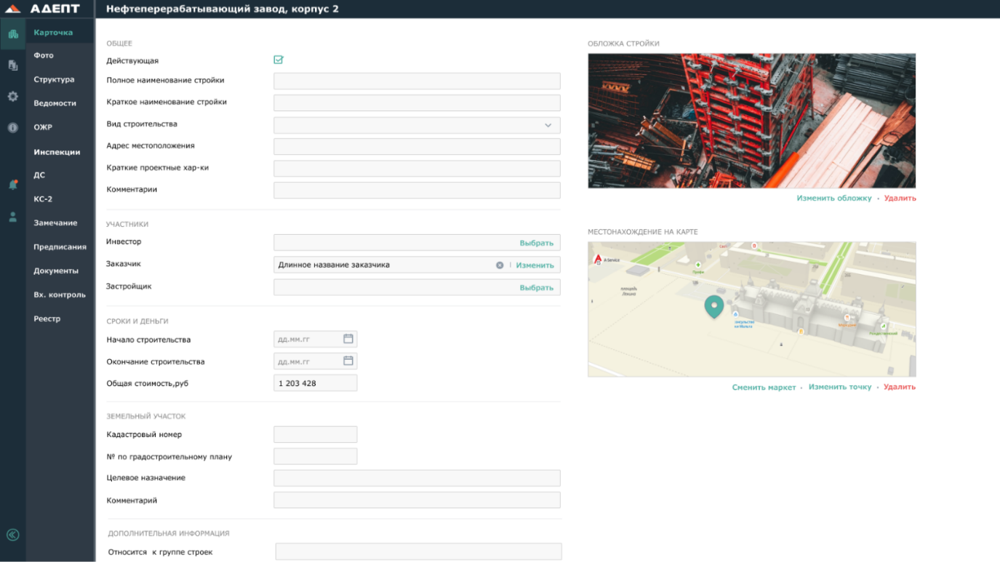 АДЕПТ
Нефтеперерабатывающий завод, корпус 2
Карточка
Фото
Структура
Ведомости
ОЖР
Инспекции
ДС
КС-2
Замечание
Предписания
Документы
Вх. контроль
Реестр
ОБЩЕЕ
Действующая
Полное наименование стройки
Краткое наименование стройки
Вид строительства
Адрес местоположения
Краткие проектные хар-ки
Комментарии
УЧАСТНИКИ
Инвестор
Выбрать
Заказчик
Длинное название заказчика
Изменить
Застройщик
Выбрать
СРОКИ И ДЕНЬГИ
Начало строительства
дд.мм.гг
Окончание строительства
дд.мм.гг
Общая стоимость,руб
1 203 428
ЗЕМЕЛЬНЫЙ УЧАСТОК
Кадастровый номер
№ по градостроительному плану
Целевое назначение
Комментарий
ДОПОЛНИТЕЛЬНАЯ ИНФОРМАЦИЯ
Относится к группе строек
ОБЛОЖКА СТРОЙКИ
Изменить обложку · Удалить
МЕСТОНАХОЖДЕНИЕ НА КАРТЕ
A-Service
площадь
Ленина
Сменить маркет · Изменить точку · Удалить